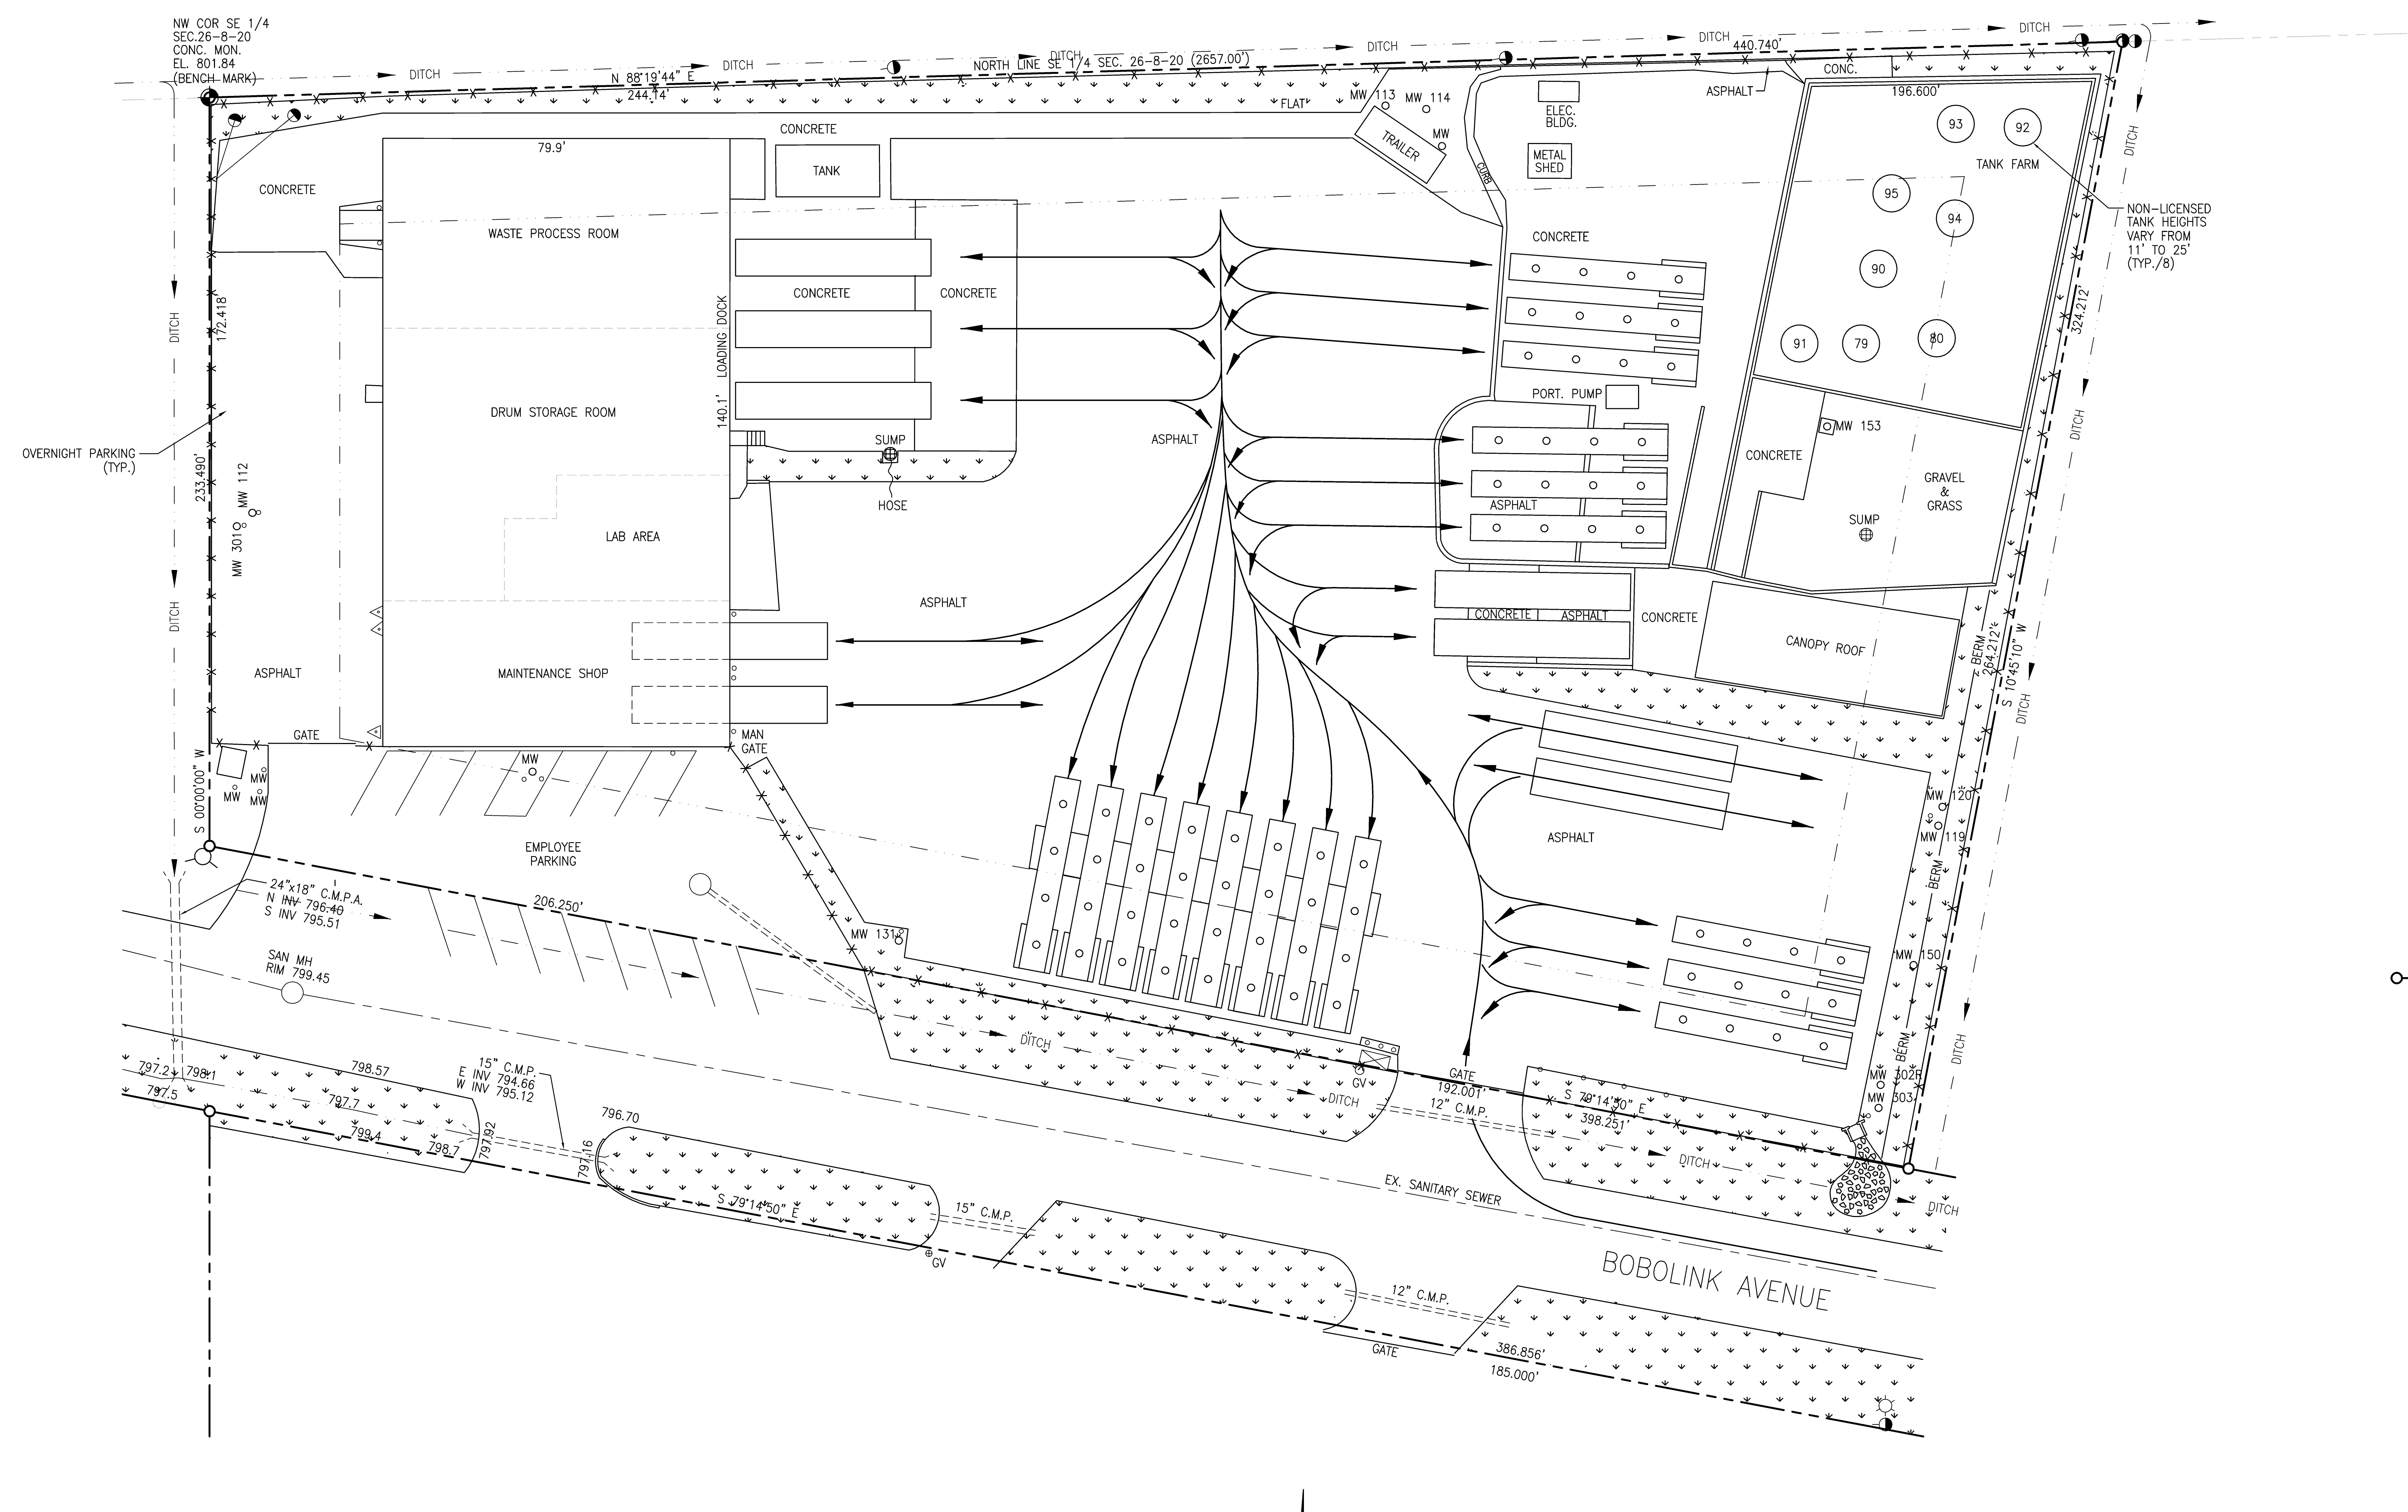 NW COR SE 1/4
SEC.26-8-20
CONC. MON.
EL. 801.84
(BENCH MARK)
DITCH
DITCH
DITCH
DITCH
DITCH
DITCH
N 88°19'44" E
244.14'
NORTH LINE SE 1/4 SEC. 26-8-20 (2657.00')
440.740'
FLAT
CONC.
ASPHALT
196.600'
MW 113
MW 114
MW
TRAILER
CURB
ELEC.
BLDG.
METAL
SHED
93
92
TANK FARM
95
94
90
91
79
80
NON-LICENSED
TANK HEIGHTS
VARY FROM
11' TO 25'
(TYP./8)
DITCH
324.212'
DITCH
CONCRETE
79.9'
TANK
CONCRETE
WASTE PROCESS ROOM
CONCRETE
CONCRETE
CONCRETE
DITCH
172.418'
LOADING DOCK
140.1'
DRUM STORAGE ROOM
PORT. PUMP
OVERNIGHT PARKING
(TYP.)
233.490'
MW 112
MW 301
SUMP
HOSE
ASPHALT
ASPHALT
MW 153
CONCRETE
GRAVEL
&
GRASS
SUMP
LAB AREA
DITCH
ASPHALT
CONCRETE
ASPHALT
CONCRETE
CANOPY ROOF
BERM
264.212'
S 10°45'10" W
DITCH
ASPHALT
MAINTENANCE SHOP
GATE
MAN
GATE
S 00°00'00" W
MW
MW
MW
MW
EMPLOYEE
PARKING
ASPHALT
MW 120
MW 119
BERM
24"x18" C.M.P.A.
N INV 796.40
S INV 795.51
206.250'
MW 131
MW 150
SAN MH
RIM 799.45
DITCH
BERM
DITCH
GV
GATE
192.001'
DITCH
12" C.M.P.
S 79°14'50" E
398.251'
MW 302R
MW 303
797.2
798.1
797.5
798.57
797.7
799.4
798.7
797.92
15" C.M.P.
E INV 794.66
W INV 795.12
796.70
797.16
S 79°14'50" E
15" C.M.P.
GV
EX. SANITARY SEWER
DITCH
DITCH
BOBOLINK AVENUE
12" C.M.P.
GATE
386.856'
185.000'